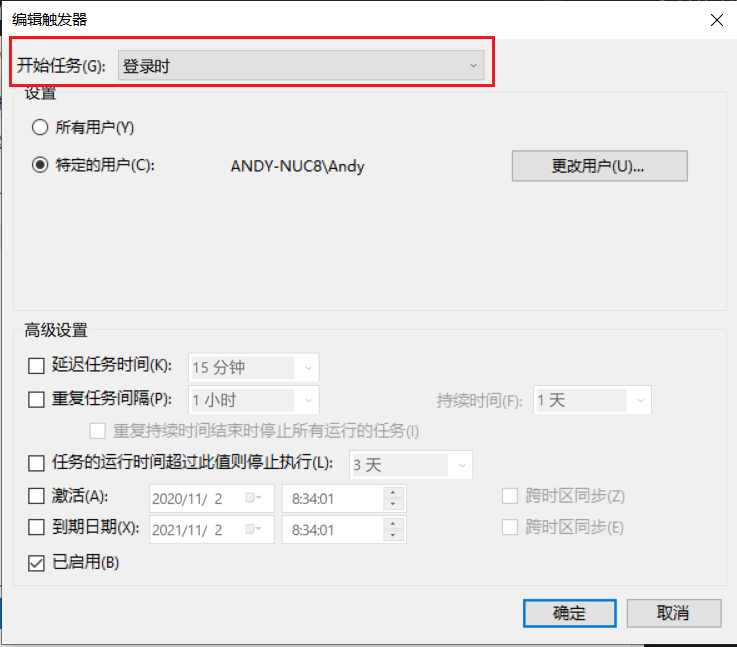 编辑触发器
开始任务(G): 登录时
设置
所有用户(Y)
特定的用户(C): ANDY-NUC8\Andy 更改用户(U)...
高级设置
延迟任务时间(K): 15 分钟
重复任务间隔(P): 1 小时 持续时间(F): 1 天
重复持续时间结束时停止所有运行的任务(I)
任务的运行时间超过此值则停止执行(L): 3 天
激活(A): 2020/11/ 2 8:34:01 跨时区同步(Z)
到期日期(X): 2021/11/ 2 8:34:01 跨时区同步(E)
已启用(B)
确定 取消